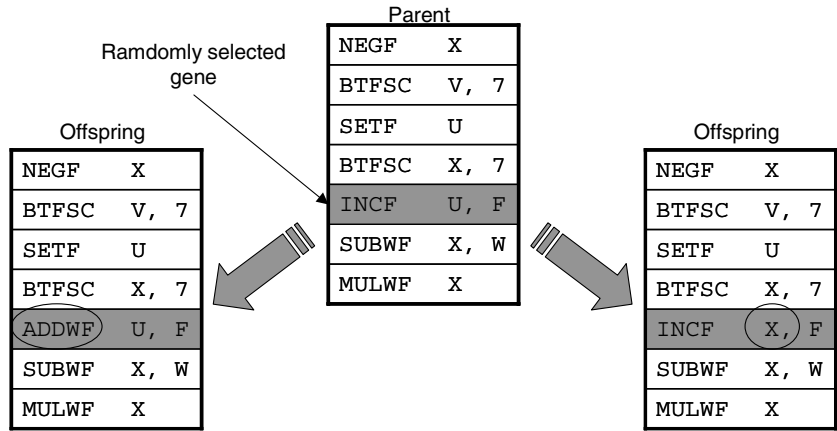 Parent
NEGF X
BTFSC V, 7
SETF U
BTFSC X, 7
INCF U, F
SUBWF X, W
MULWF X
Ramdomly selected
gene
Offspring
NEGF X
BTFSC V, 7
SETF U
BTFSC X, 7
ADDWF U, F
SUBWF X, W
MULWF X
Offspring
NEGF X
BTFSC V, 7
SETF U
BTFSC X, 7
INCF X, F
SUBWF X, W
MULWF X